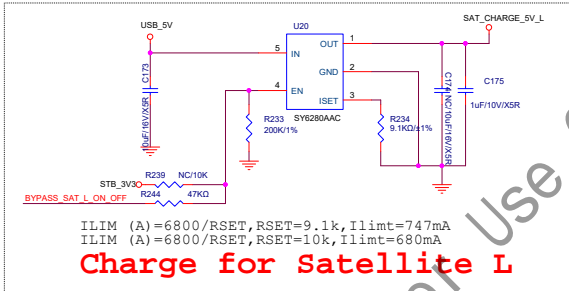 USB_5V
SAT_CHARGE_5V_L
U20
5 IN
OUT 1
GND 2
4 EN
ISET 3
SY6280AAC
C173
10uF/16V/X5R
R233
200K/1%
R234
9.1KΩ/±1%
C174
NC/10uF/16V/X5R
C175
1uF/10V/X5R
STB_3V3
R239 NC/10K
R244 47KΩ
BYPASS_SAT_L_ON_OFF
ILIM (A)=6800/RSET,RSET=9.1k,Ilimt=747mA
ILIM (A)=6800/RSET,RSET=10k,Ilimt=680mA
Charge for Satellite L
Use